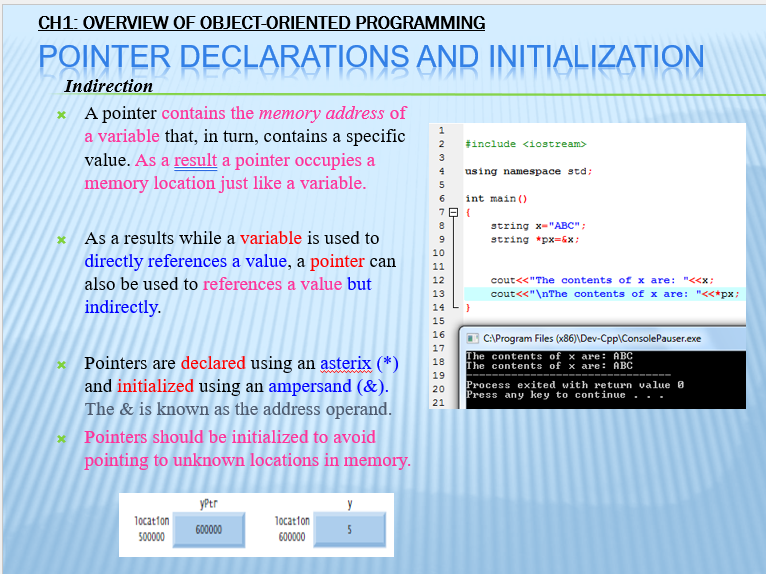 CH1: OVERVIEW OF OBJECT-ORIENTED PROGRAMMING
POINTER DECLARATIONS AND INITIALIZATION
Indirection
A pointer contains the memory address of
a variable that, in turn, contains a specific
value. As a result a pointer occupies a
memory location just like a variable.
As a results while a variable is used to
directly references a value, a pointer can
also be used to references a value but
indirectly.
Pointers are declared using an asterix (*)
and initialized using an ampersand (&).
The & is known as the address operand.
Pointers should be initialized to avoid
pointing to unknown locations in memory.
yPtr
location
500000
600000
y
location
600000
5
1
2 #include <iostream>
3
4 using namespace std;
5
6 int main()
7 {
8 string x="ABC";
9 string *px=&x;
10
11
12 cout<<"The contents of x are: "<<x;
13 cout<<"\nThe contents of x are: "<<*px;
14 }
15
16
17
18
19
20
21
C:\Program Files (x86)\Dev-Cpp\ConsolePauser.exe
The contents of x are: ABC
The contents of x are: ABC
--------------------------------
Process exited with return value 0
Press any key to continue . . .